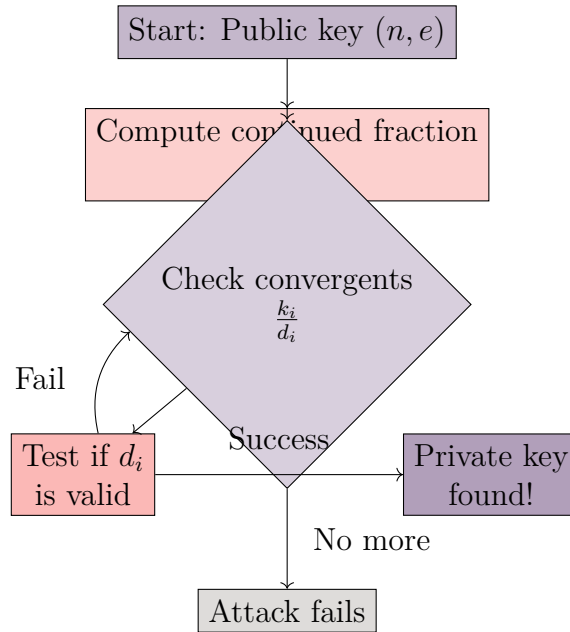 Start: Public key (n, e)
Compute continued fraction
Check convergents
k_i/d_i
Fail
Success
Test if d_i
is valid
Private key
found!
No more
Attack fails